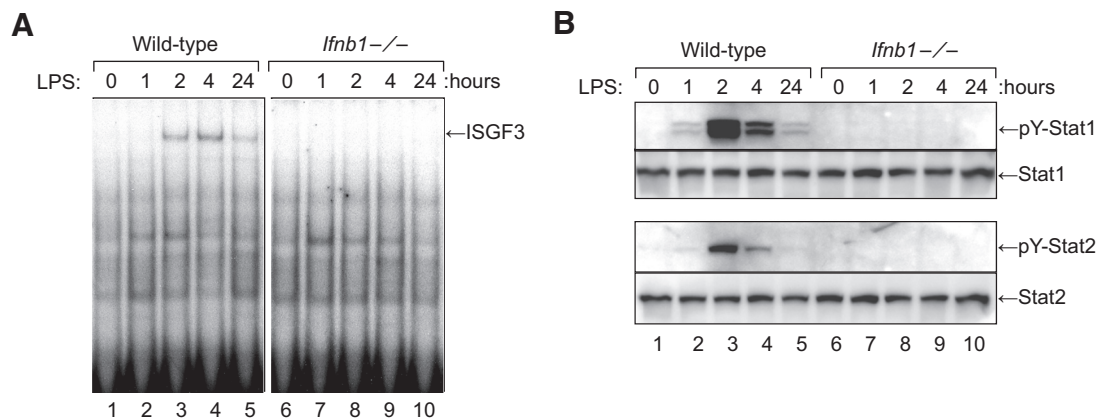 A
Wild-type Ifnb1–/–
LPS: 0 1 2 4 24 0 1 2 4 24 :hours
←ISGF3
1 2 3 4 5 6 7 8 9 10
B
Wild-type Ifnb1–/–
LPS: 0 1 2 4 24 0 1 2 4 24 :hours
←pY-Stat1
←Stat1
←pY-Stat2
←Stat2
1 2 3 4 5 6 7 8 9 10